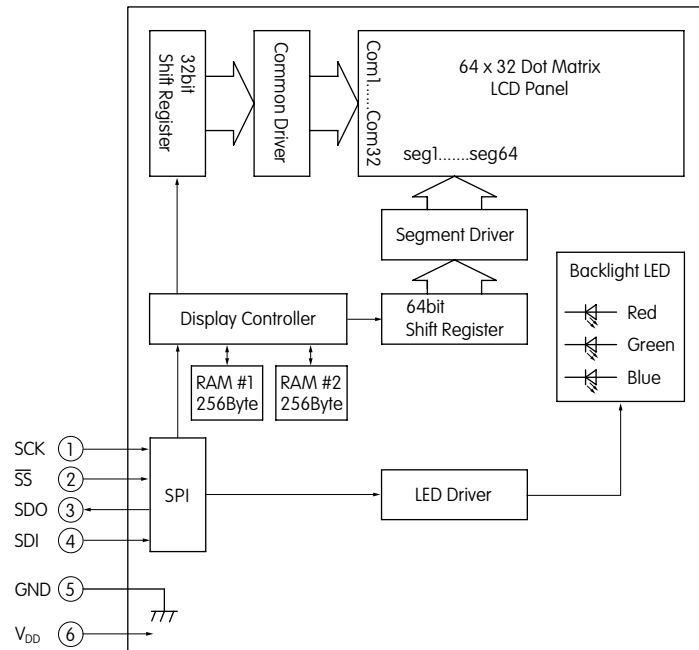 32bit
Shift Register
Common Driver
Com1......Com32
64 x 32 Dot Matrix
LCD Panel
seg1.......seg64
Segment Driver
Backlight LED
Red
Green
Blue
Display Controller
64bit
Shift Register
RAM #1
256Byte
RAM #2
256Byte
SCK 1
S̅S̅ 2
SDO 3
SDI 4
SPI
LED Driver
GND 5
VDD 6